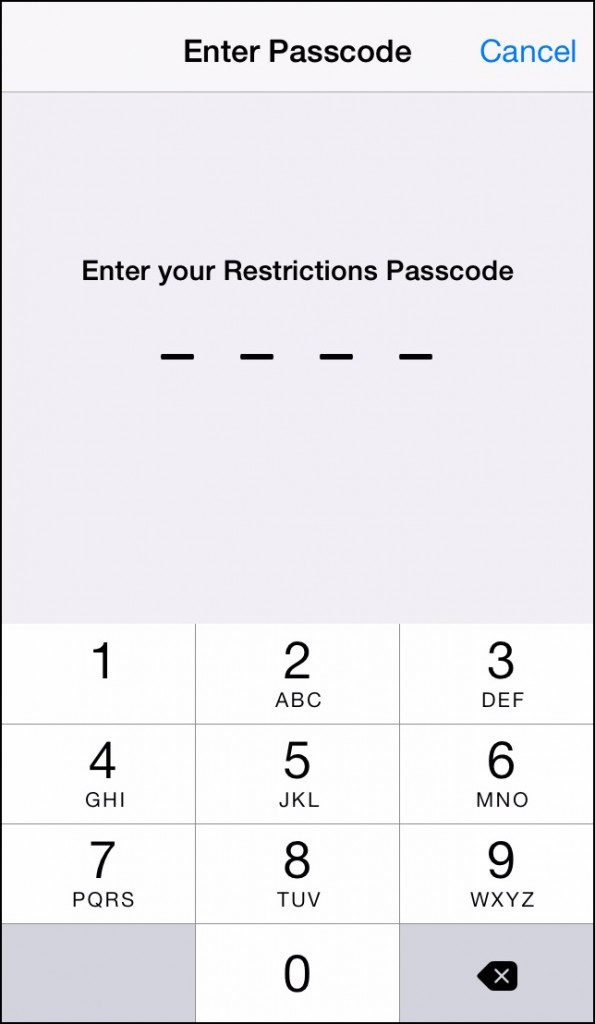 Enter Passcode Cancel
Enter your Restrictions Passcode
1 2 3
ABC DEF
4 5 6
GHI JKL MNO
7 8 9
PQRS TUV WXYZ
0